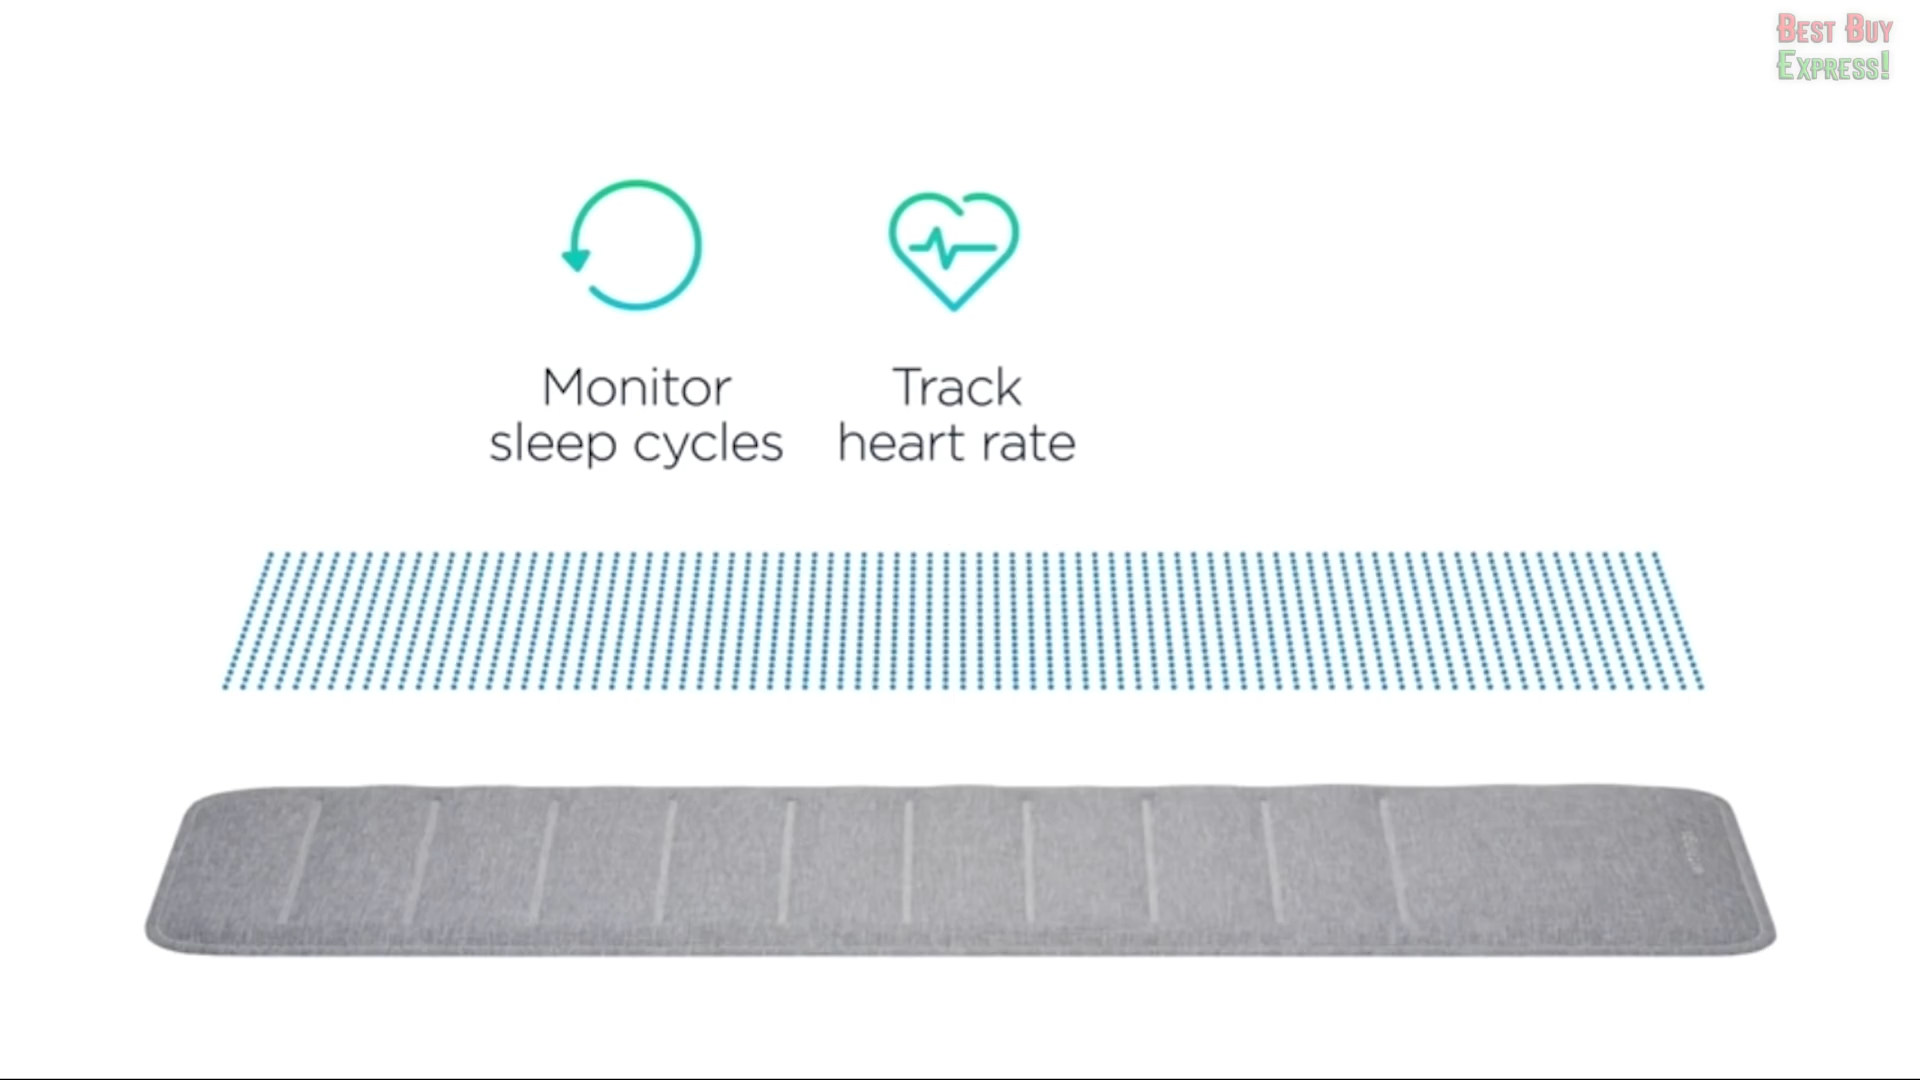 Best Buy
Express!
Monitor
sleep cycles
Track
heart rate